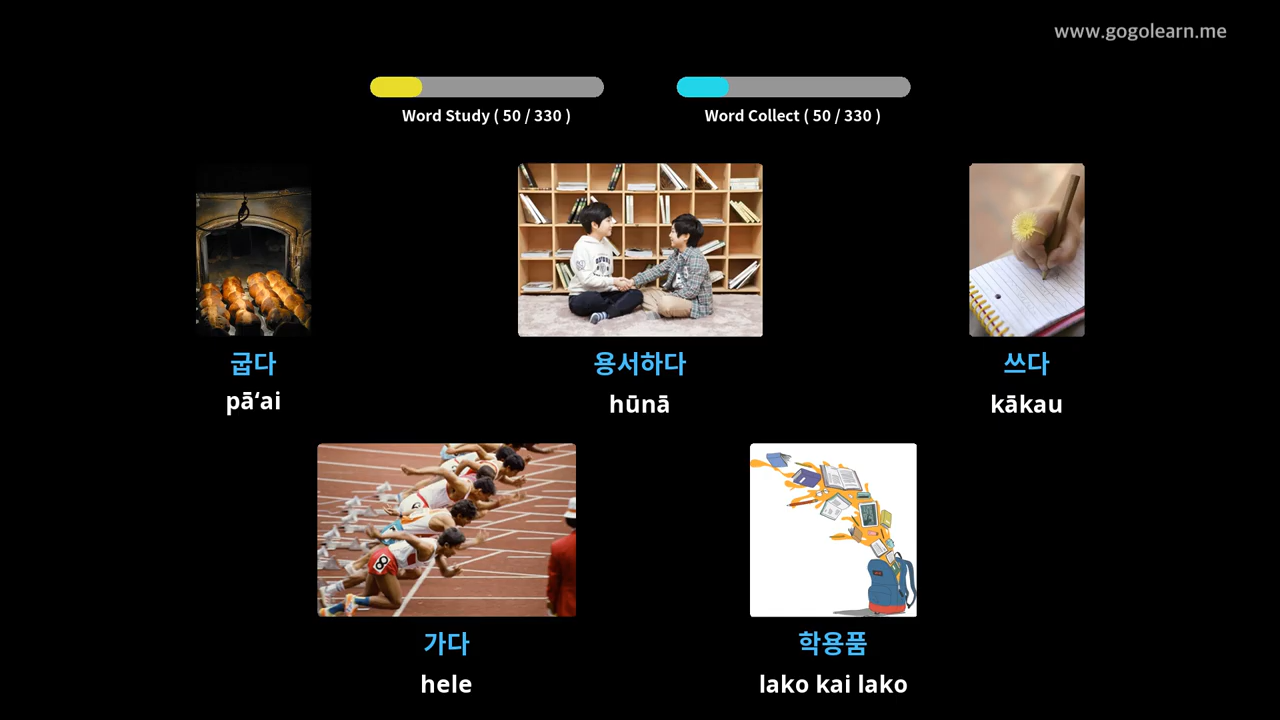 www.gogolearn.me
Word Study ( 50 / 330 )
Word Collect ( 50 / 330 )
굽다
pāʻai
용서하다
hūnā
쓰다
kākau
가다
hele
학용품
lako kai lako